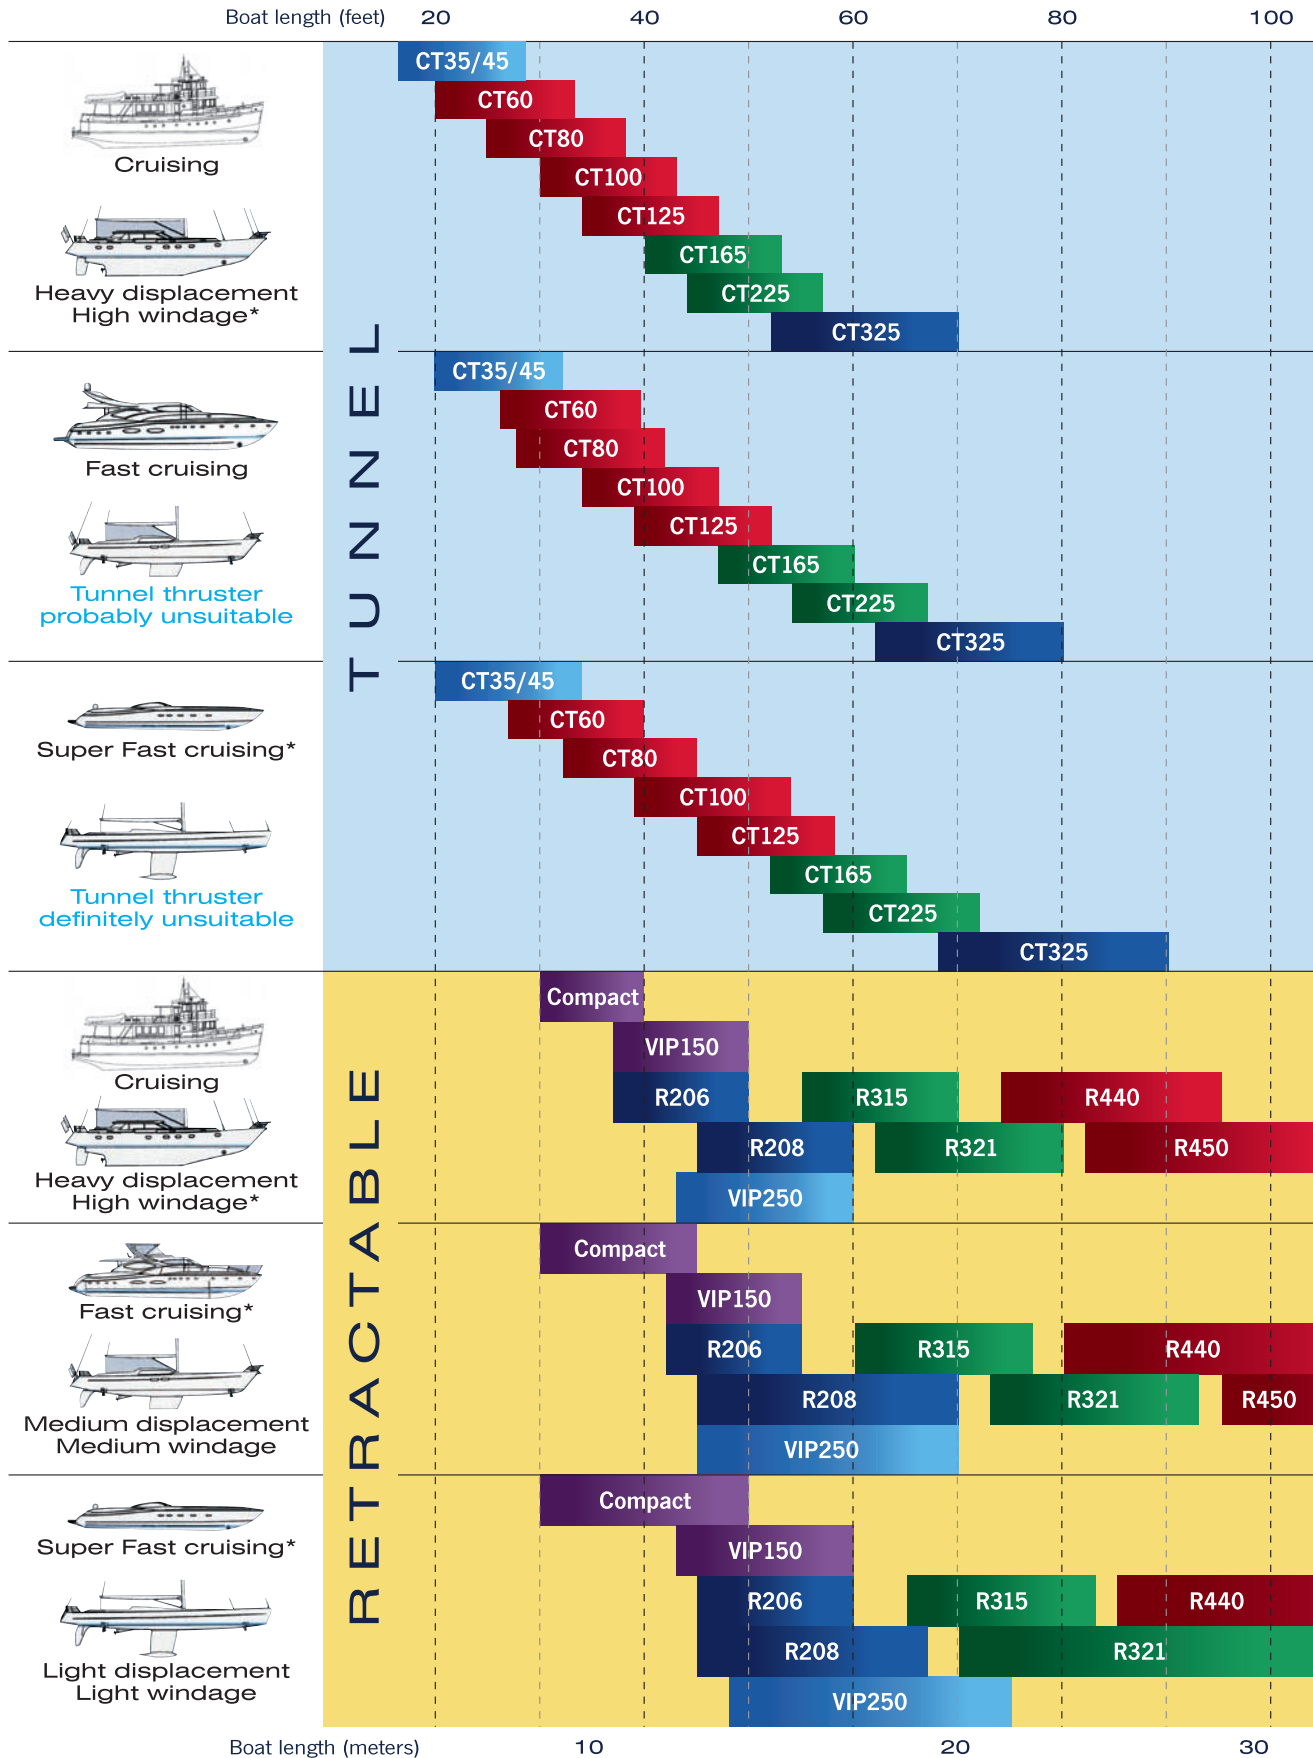 Boat length (feet) 20 40 60 80 100
CT35/45
CT60
CT80
Cruising
CT100
CT125
CT165
Heavy displacement
High windage*
CT225
CT325
TUNNEL
CT35/45
CT60
CT80
Fast cruising
CT100
CT125
CT165
Tunnel thruster
probably unsuitable
CT225
CT325
CT35/45
CT60
Super Fast cruising*
CT80
CT100
CT125
CT165
Tunnel thruster
definitely unsuitable
CT225
CT325
RETRACTABLE
Compact
VIP150
Cruising
R206 R315 R440
R208 R321 R450
Heavy displacement
High windage*
VIP250
Compact
Fast cruising*
VIP150
R206 R315 R440
R208 R321 R450
Medium displacement
Medium windage
VIP250
Compact
Super Fast cruising*
VIP150
R206 R315 R440
R208 R321
Light displacement
Light windage
VIP250
Boat length (meters) 10 20 30